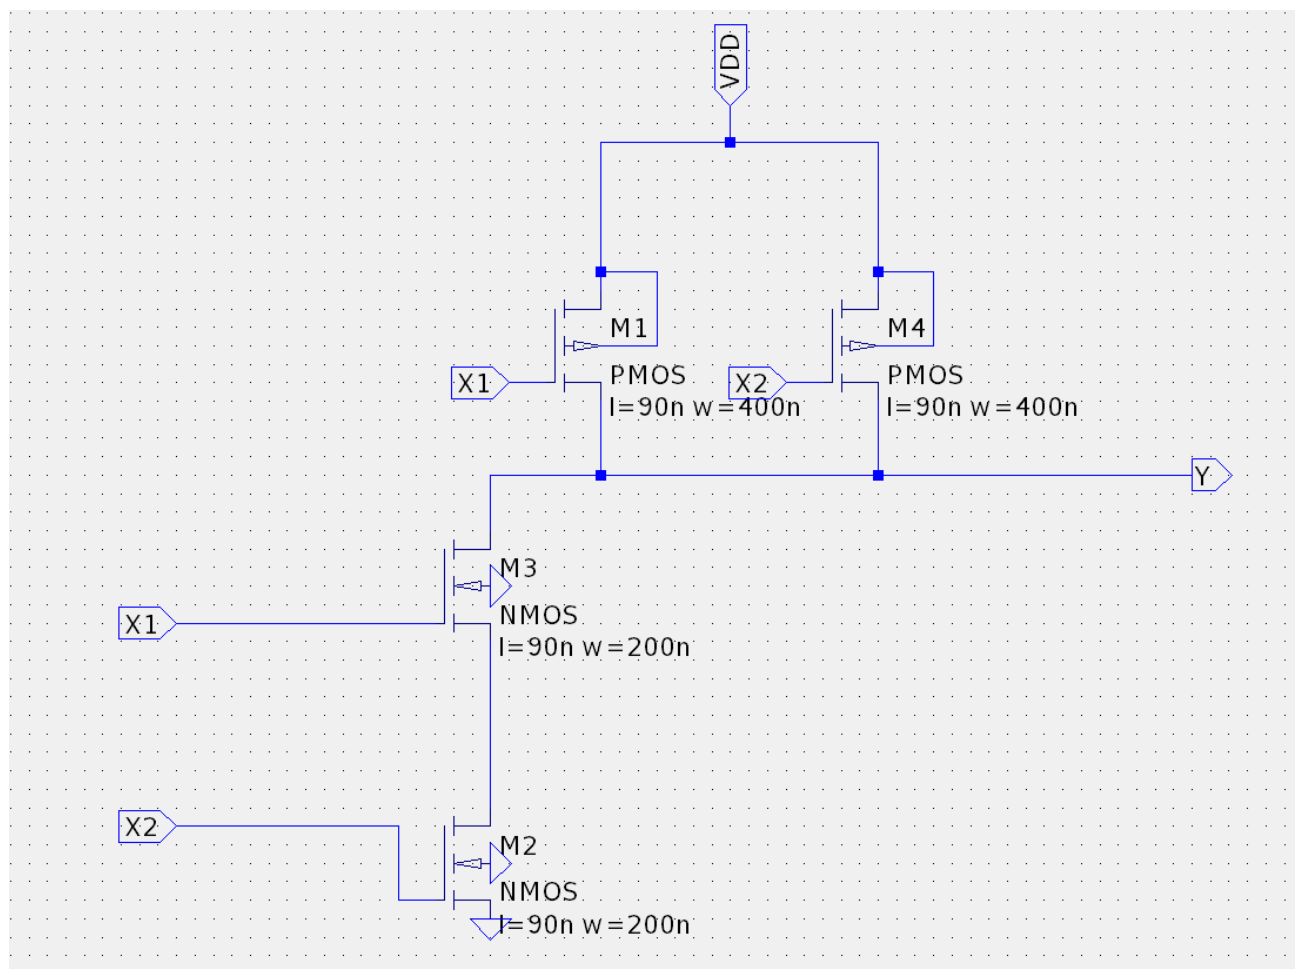 VDD
M1
M4
X1
PMOS
l=90n w=400n
X2
PMOS
l=90n w=400n
Y
M3
X1
NMOS
l=90n w=200n
X2
M2
NMOS
l=90n w=200n